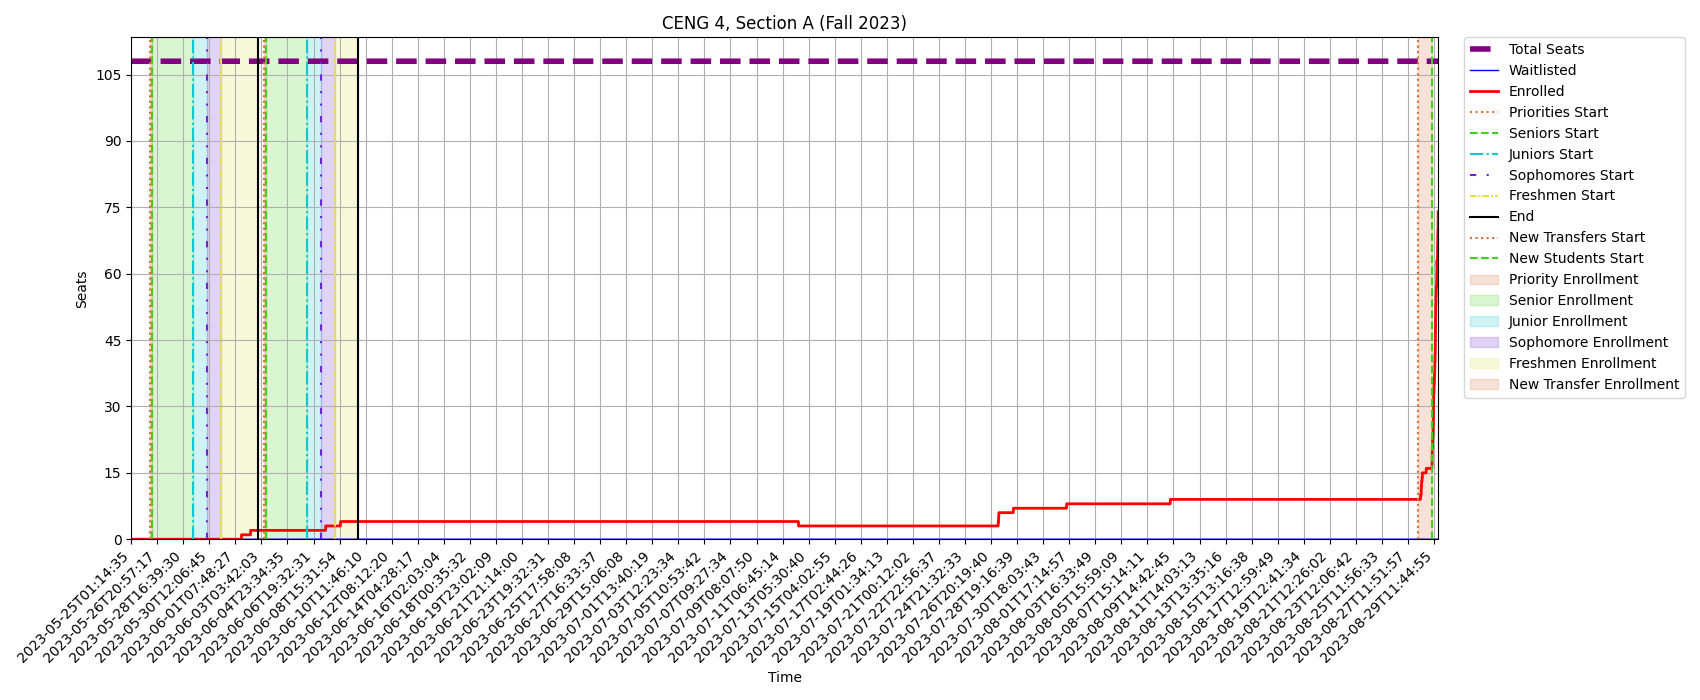 CENG 4, Section A (Fall 2023)
Seats
105
90
75
60
45
30
15
0
2023-05-25T01:14:35
2023-05-26T20:57:17
2023-05-28T16:39:30
2023-05-30T12:06:45
2023-06-01T07:48:27
2023-06-03T03:42:03
2023-06-04T23:34:35
2023-06-06T19:32:31
2023-06-08T15:31:54
2023-06-10T11:46:10
2023-06-12T08:12:20
2023-06-14T04:28:17
2023-06-16T02:03:04
2023-06-18T00:35:32
2023-06-19T23:02:09
2023-06-21T21:14:00
2023-06-23T19:32:31
2023-06-25T17:58:08
2023-06-27T16:33:37
2023-06-29T15:06:08
2023-07-01T13:40:19
2023-07-03T12:23:34
2023-07-05T10:53:42
2023-07-07T09:27:34
2023-07-09T08:07:50
2023-07-11T06:45:14
2023-07-13T05:30:40
2023-07-15T04:02:55
2023-07-17T02:44:26
2023-07-19T01:34:13
2023-07-21T00:12:02
2023-07-22T22:56:37
2023-07-24T21:32:33
2023-07-26T20:19:40
2023-07-28T19:16:39
2023-07-30T18:03:43
2023-08-01T17:14:57
2023-08-03T16:33:49
2023-08-05T15:59:09
2023-08-07T15:14:11
2023-08-09T14:42:45
2023-08-11T14:03:13
2023-08-13T13:35:16
2023-08-15T13:16:38
2023-08-17T12:59:49
2023-08-19T12:41:34
2023-08-21T12:26:02
2023-08-23T12:06:42
2023-08-25T11:56:33
2023-08-27T11:51:57
2023-08-29T11:44:55
Time
Total Seats
Waitlisted
Enrolled
Priorities Start
Seniors Start
Juniors Start
Sophomores Start
Freshmen Start
End
New Transfers Start
New Students Start
Priority Enrollment
Senior Enrollment
Junior Enrollment
Sophomore Enrollment
Freshmen Enrollment
New Transfer Enrollment